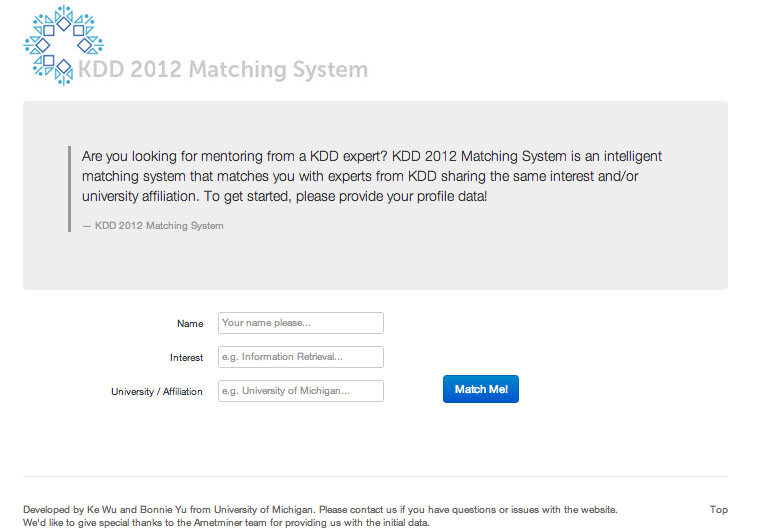 KDD 2012 Matching System
Are you looking for mentoring from a KDD expert? KDD 2012 Matching System is an intelligent
matching system that matches you with experts from KDD sharing the same interest and/or
university affiliation. To get started, please provide your profile data!
— KDD 2012 Matching System
Name
Your name please...
Interest
e.g. Information Retrieval...
University / Affiliation
e.g. University of Michigan...
Match Me!
Developed by Ke Wu and Bonnie Yu from University of Michigan. Please contact us if you have questions or issues with the website.
Top
We'd like to give special thanks to the Arnetminer team for providing us with the initial data.